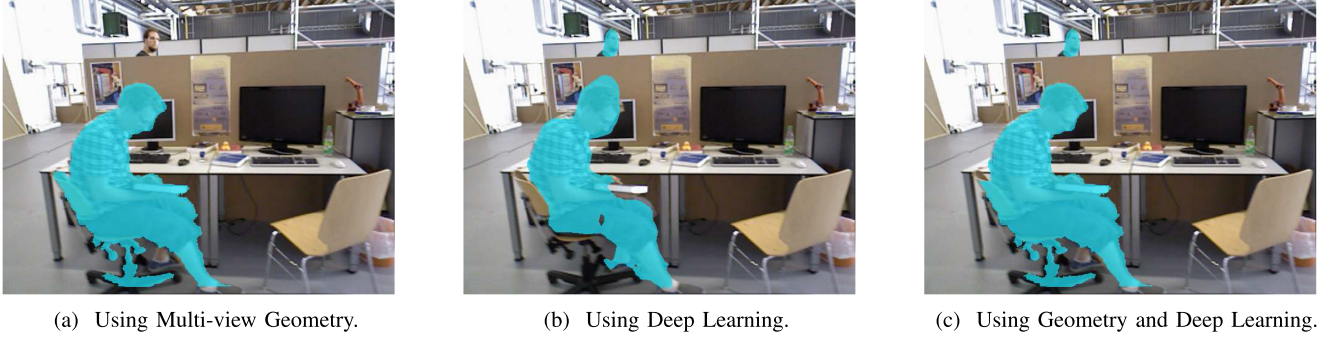 (a) Using Multi-view Geometry.
(b) Using Deep Learning.
(c) Using Geometry and Deep Learning.